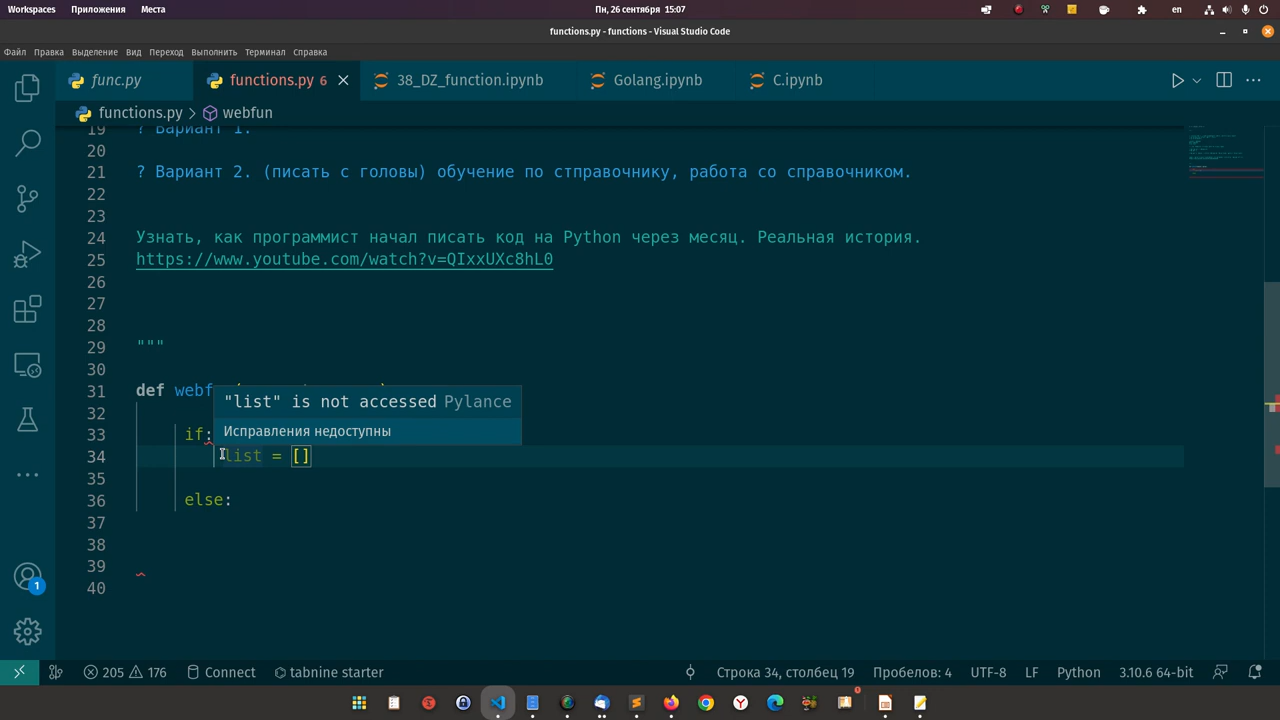 Workspaces Приложения Места Пн, 26 сентября 15:07 en
functions.py - functions - Visual Studio Code
Файл Правка Выделение Вид Переход Выполнить Терминал Справка
func.py functions.py 6 38_DZ_function.ipynb Golang.ipynb C.ipynb
functions.py > webfun
19 ? Вариант 1.
20
21 ? Вариант 2. (писать с головы) обучение по стправочнику, работа со справочником.
22
23
24 Узнать, как программист начал писать код на Python через месяц. Реальная история.
25 https://www.youtube.com/watch?v=QIxxUXc8hL0
26
27
28
29 """
30
31 def webf
"list" is not accessed Pylance
32
Исправления недоступны
33 if:
34 list = []
35
36 else:
37
38
39
40
1
205 176 Connect tabnine starter Строка 34, столбец 19 Пробелов: 4 UTF-8 LF Python 3.10.6 64-bit